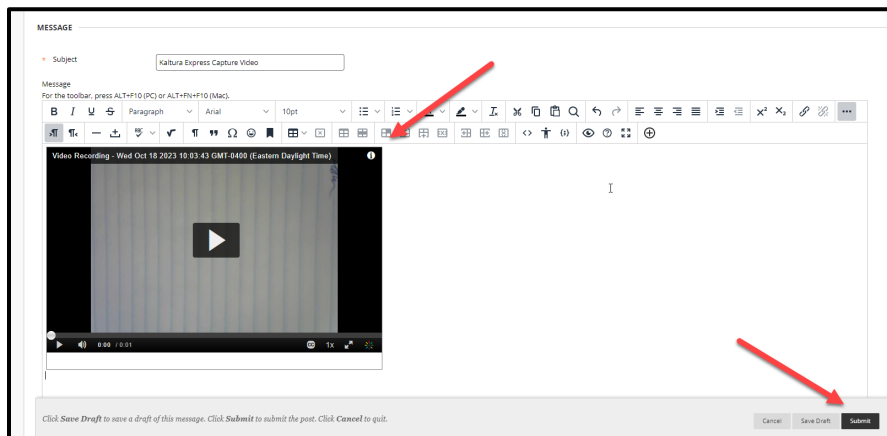 MESSAGE
* Subject
Kaltura Express Capture Video
Message
For the toolbar, press ALT+F10 (PC) or ALT+FN+F10 (Mac).
B I U S Paragraph Arial 10pt
Video Recording - Wed Oct 18 2023 10:03:43 GMT-0400 (Eastern Daylight Time)
0:00 / 0:01 CC 1x
Click Save Draft to save a draft of this message. Click Submit to submit the post. Click Cancel to quit.
Cancel Save Draft Submit